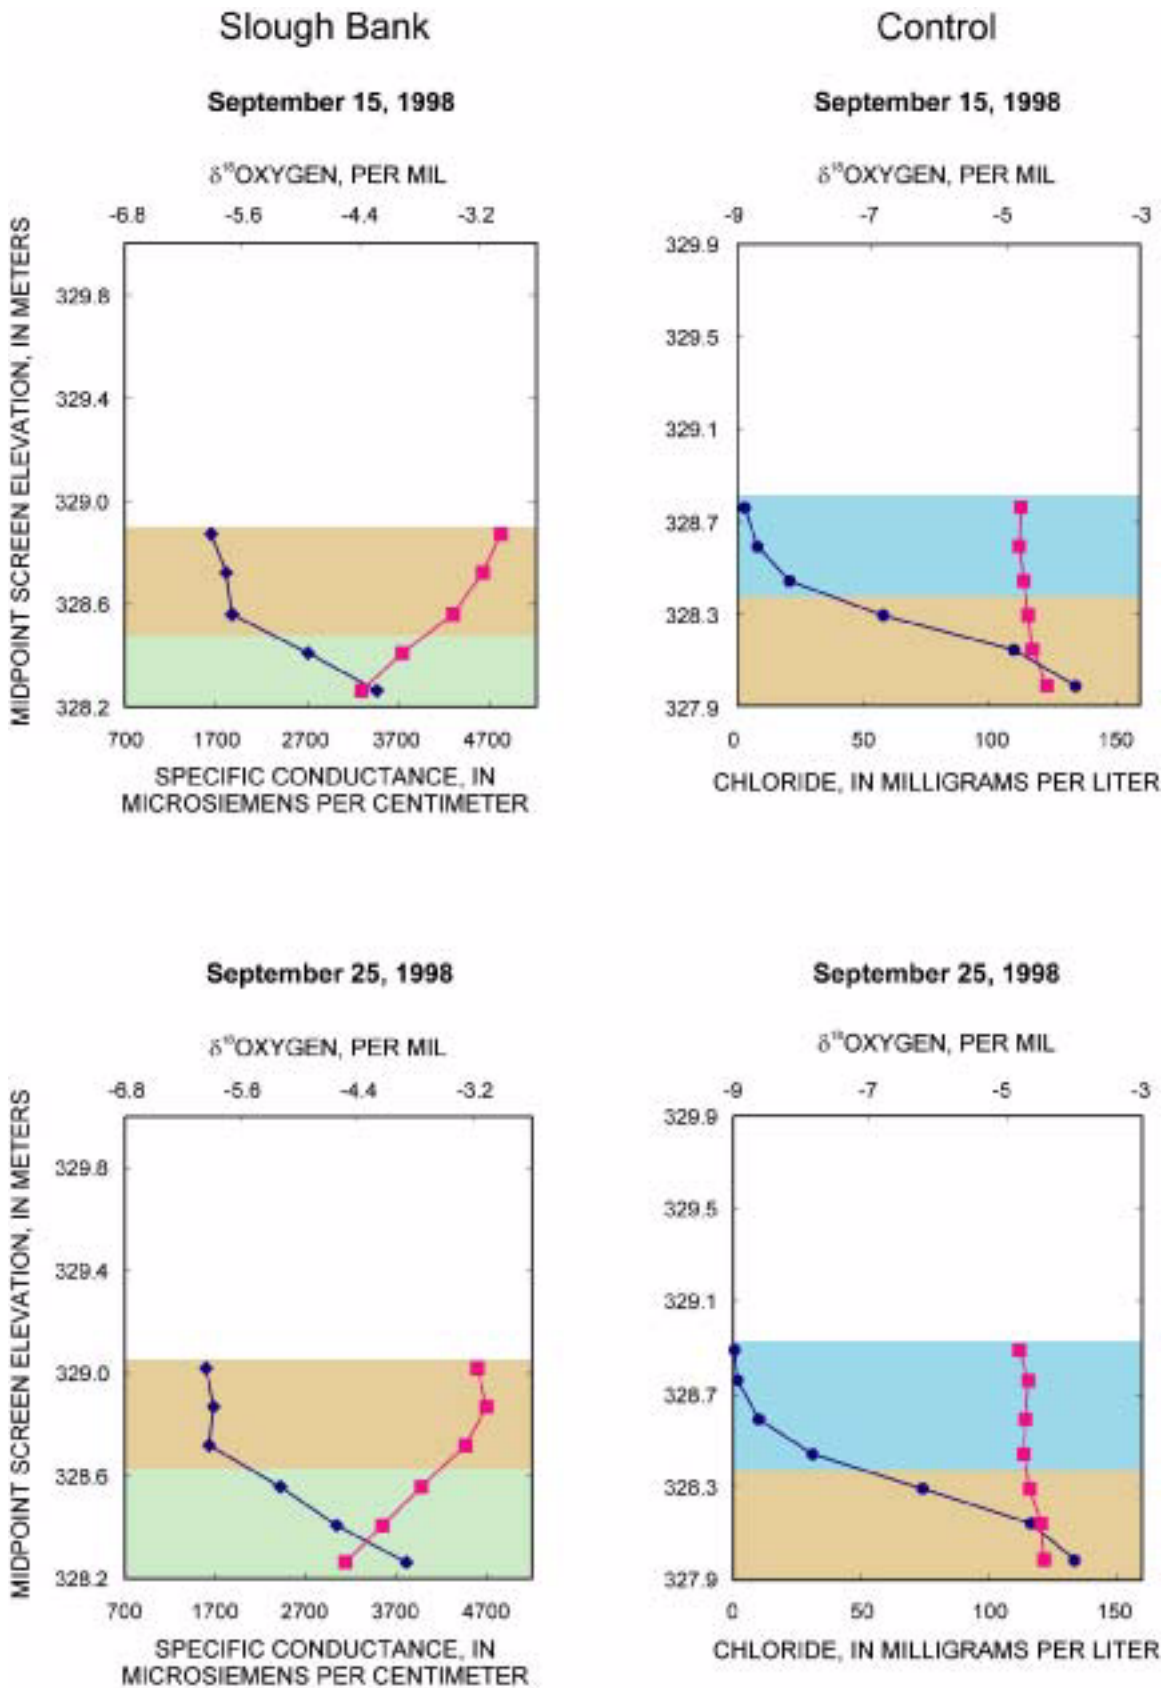 Slough Bank
Control
September 15, 1998
September 15, 1998
δ¹⁸OXYGEN, PER MIL
δ¹⁸OXYGEN, PER MIL
-6.8 -5.6 -4.4 -3.2
-9 -7 -5 -3
MIDPOINT SCREEN ELEVATION, IN METERS
329.8
329.4
329.0
328.6
328.2
329.9
329.5
329.1
328.7
328.3
327.9
700 1700 2700 3700 4700
0 50 100 150
SPECIFIC CONDUCTANCE, IN
MICROSIEMENS PER CENTIMETER
CHLORIDE, IN MILLIGRAMS PER LITER
September 25, 1998
September 25, 1998
δ¹⁸OXYGEN, PER MIL
δ¹⁸OXYGEN, PER MIL
-6.8 -5.6 -4.4 -3.2
-9 -7 -5 -3
MIDPOINT SCREEN ELEVATION, IN METERS
329.8
329.4
329.0
328.6
328.2
329.9
329.5
329.1
328.7
328.3
327.9
700 1700 2700 3700 4700
0 50 100 150
SPECIFIC CONDUCTANCE, IN
MICROSIEMENS PER CENTIMETER
CHLORIDE, IN MILLIGRAMS PER LITER